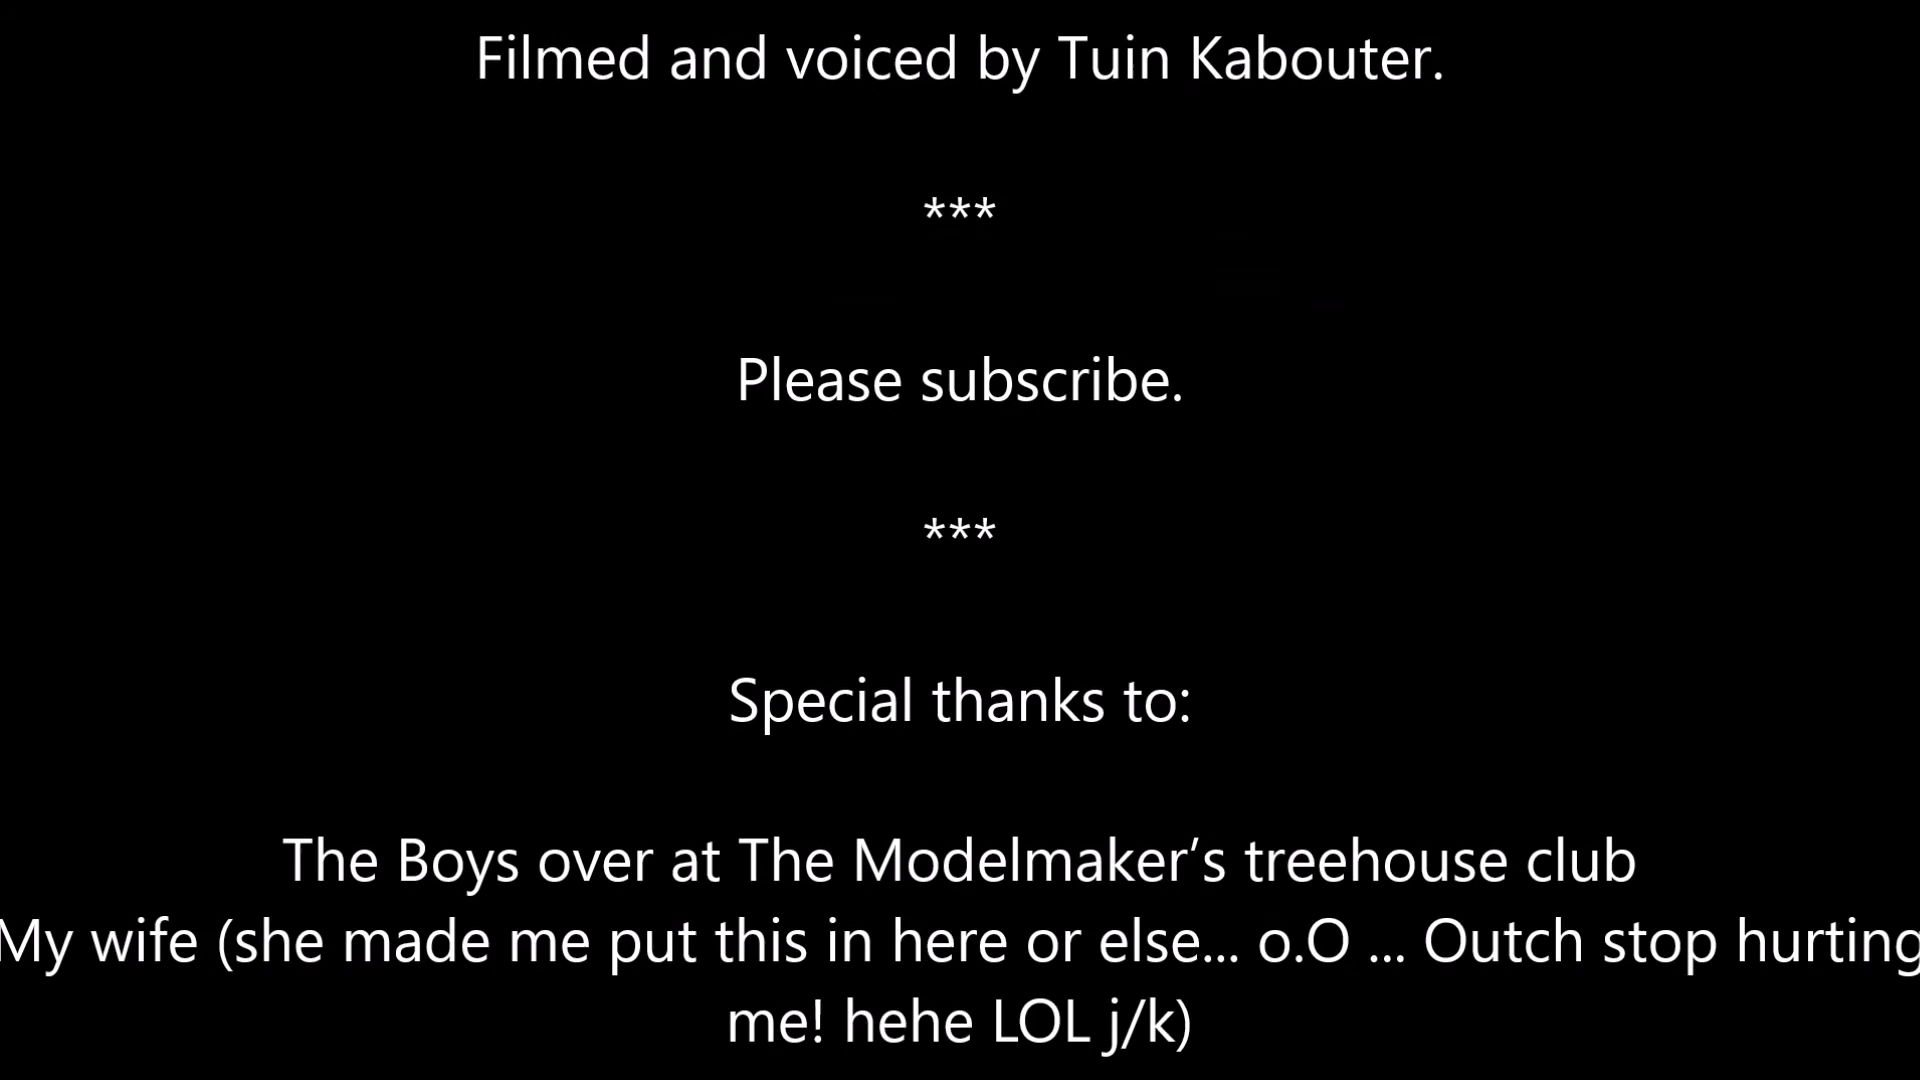 Filmed and voiced by Tuin Kabouter.
***
Please subscribe.
***
Special thanks to:
The Boys over at The Modelmaker’s treehouse club
My wife (she made me put this in here or else... o.O ... Outch stop hurting
me! hehe LOL j/k)